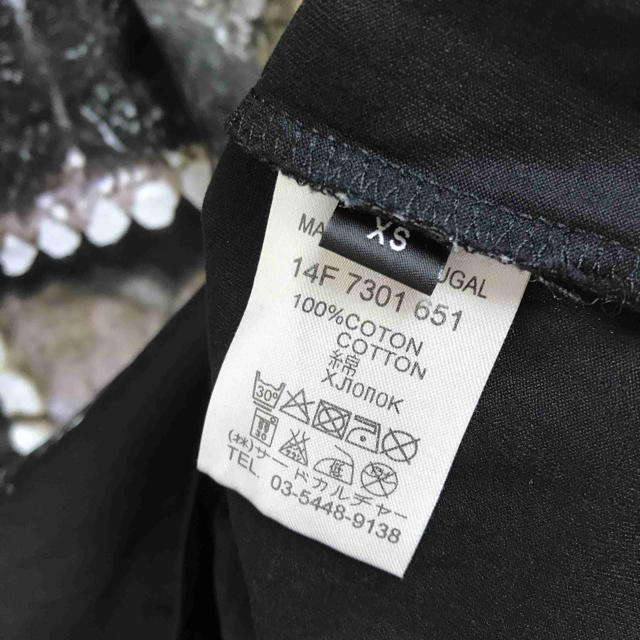 XS
14F 7301 651
100%COTON
COTTON
綿
ХЛОПОК
30°
(株)サードカルチャー
TEL 03-5448-9138